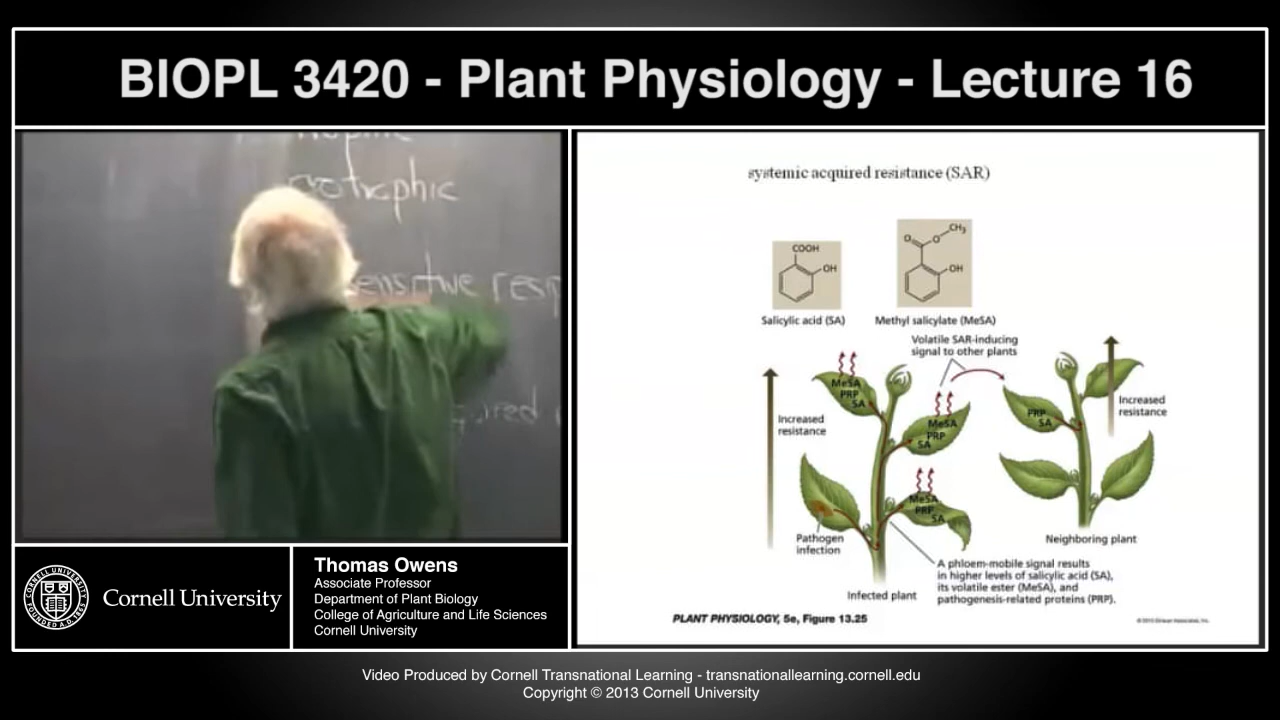 BIOPL 3420 - Plant Physiology - Lecture 16
systemic acquired resistance (SAR)
COOH
OH
Salicylic acid (SA)
O
O
CH3
OH
Methyl salicylate (MeSA)
Volatile SAR-inducing
signal to other plants
MeSA
PRP
SA
MeSA
PRP
SA
MeSA
PRP
SA
PRP
SA
Increased
resistance
Increased
resistance
Pathogen
infection
Infected plant
Neighboring plant
A phloem-mobile signal results
in higher levels of salicylic acid (SA),
its volatile ester (MeSA), and
pathogenesis-related proteins (PRP).
PLANT PHYSIOLOGY, 5e, Figure 13.25
Cornell University
Thomas Owens
Associate Professor
Department of Plant Biology
College of Agriculture and Life Sciences
Cornell University
Video Produced by Cornell Transnational Learning - transnationallearning.cornell.edu
Copyright © 2013 Cornell University